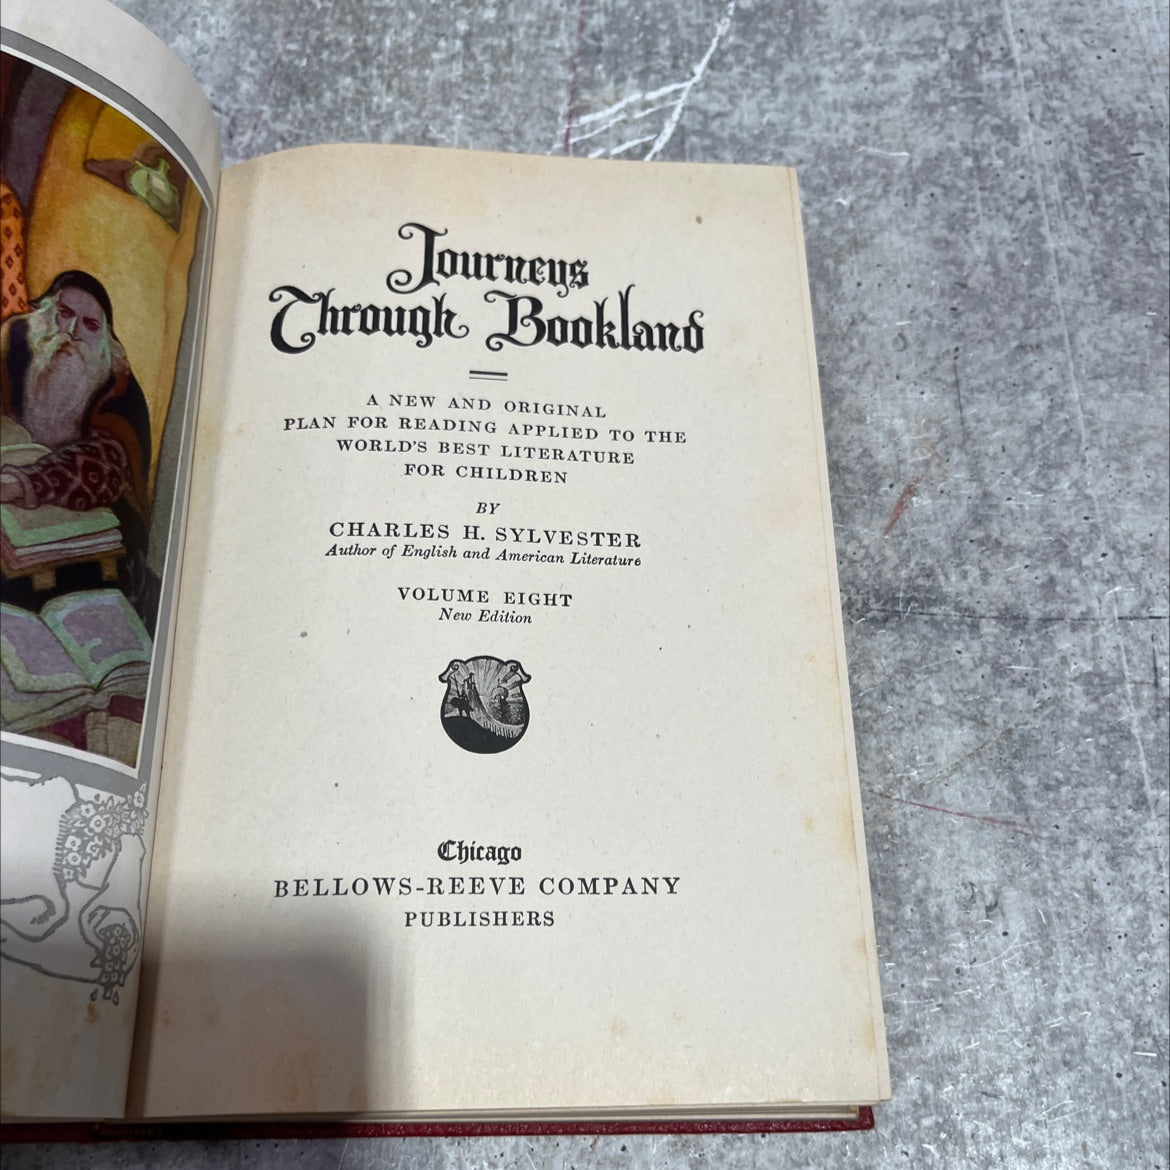 Journeys
Through Bookland
A NEW AND ORIGINAL
PLAN FOR READING APPLIED TO THE
WORLD'S BEST LITERATURE
FOR CHILDREN
BY
CHARLES H. SYLVESTER
Author of English and American Literature
VOLUME EIGHT
New Edition
Chicago
BELLOWS-REEVE COMPANY
PUBLISHERS